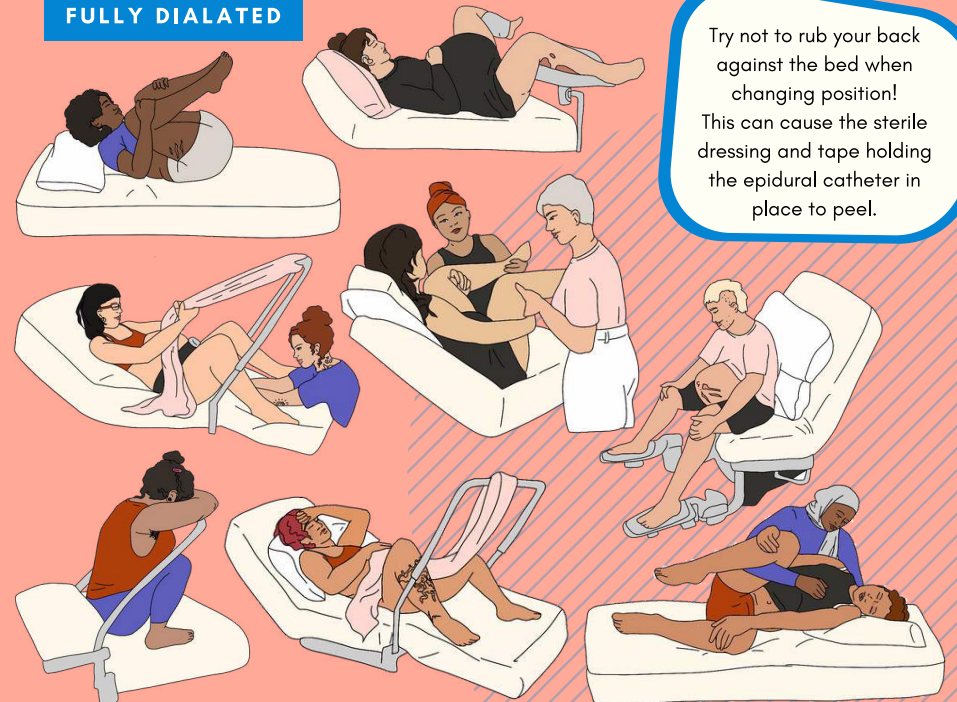 FULLY DIALATED
Try not to rub your back
against the bed when
changing position!
This can cause the sterile
dressing and tape holding
the epidural catheter in
place to peel.